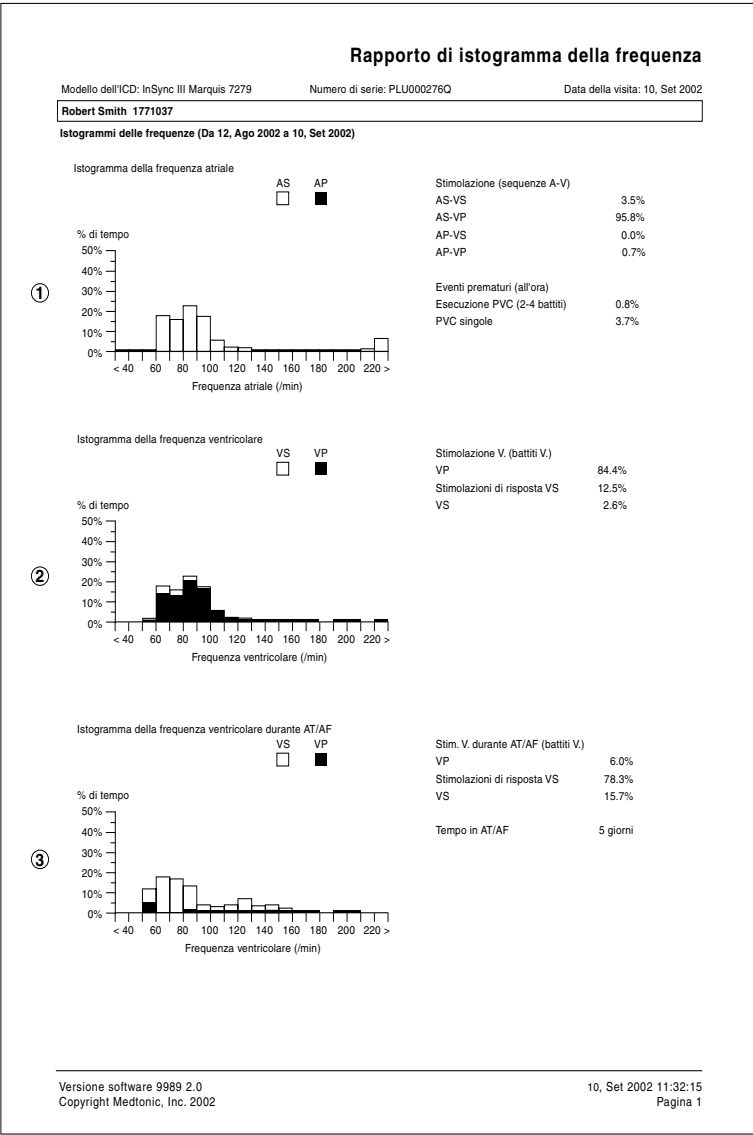 Rapporto di istogramma della frequenza
Modello dell'ICD: InSync III Marquis 7279 Numero di serie: PLU000276Q Data della visita: 10, Set 2002
Robert Smith 1771037
Istogrammi delle frequenze (Da 12, Ago 2002 a 10, Set 2002)
Istogramma della frequenza atriale
AS AP
% di tempo
50%
40%
30%
20%
10%
0%
< 40 60 80 100 120 140 160 180 200 220 >
Frequenza atriale (/min)
1
Stimolazione (sequenze A-V)
AS-VS 3.5%
AS-VP 95.8%
AP-VS 0.0%
AP-VP 0.7%
Eventi prematuri (all'ora)
Esecuzione PVC (2-4 battiti) 0.8%
PVC singole 3.7%
Istogramma della frequenza ventricolare
VS VP
% di tempo
50%
40%
30%
20%
10%
0%
< 40 60 80 100 120 140 160 180 200 220 >
Frequenza ventricolare (/min)
2
Stimolazione V. (battiti V.)
VP 84.4%
Stimolazioni di risposta VS 12.5%
VS 2.6%
Istogramma della frequenza ventricolare durante AT/AF
VS VP
% di tempo
50%
40%
30%
20%
10%
0%
< 40 60 80 100 120 140 160 180 200 220 >
Frequenza ventricolare (/min)
3
Stim. V. durante AT/AF (battiti V.)
VP 6.0%
Stimolazioni di risposta VS 78.3%
VS 15.7%
Tempo in AT/AF 5 giorni
Versione software 9989 2.0 10, Set 2002 11:32:15
Copyright Medtonic, Inc. 2002 Pagina 1